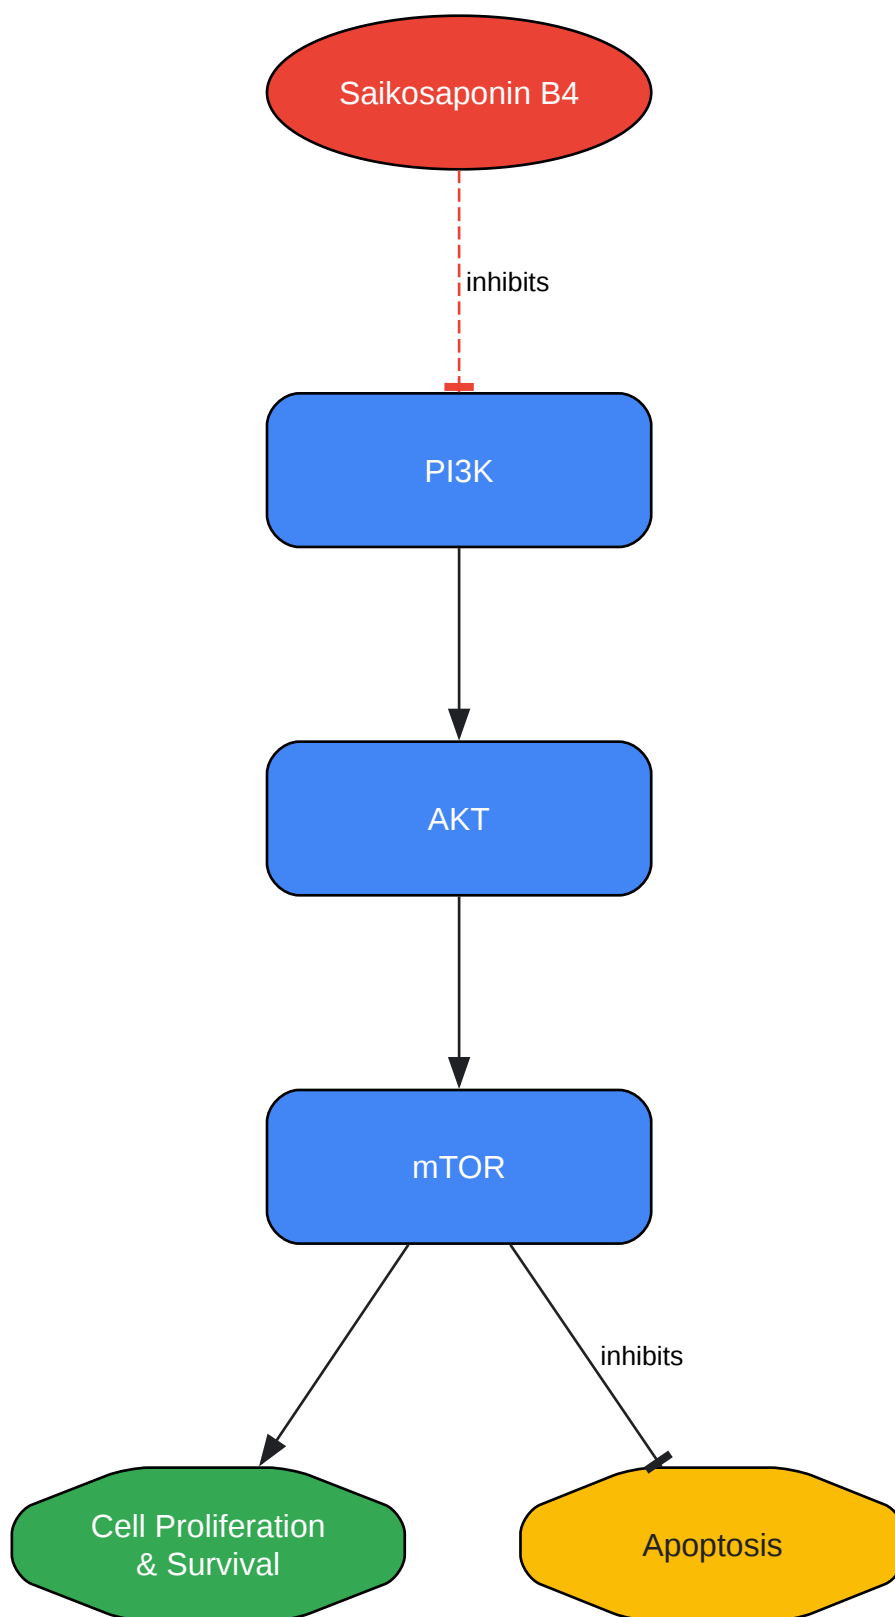 Saikosaponin B4
inhibits
PI3K
AKT
mTOR
inhibits
Cell Proliferation
& Survival
Apoptosis